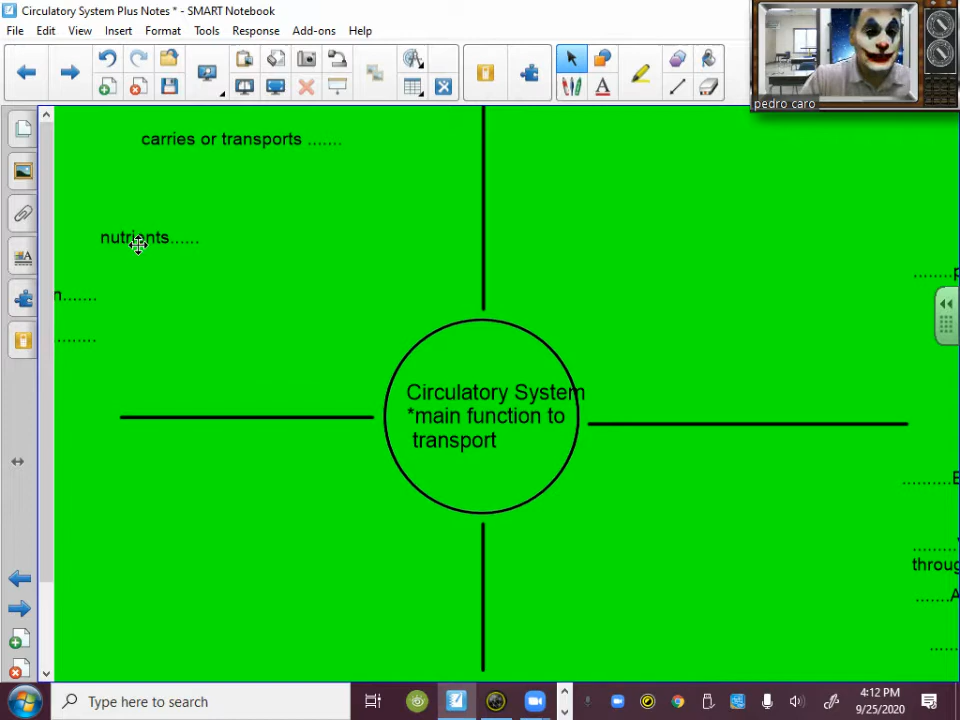 Circulatory System Plus Notes * - SMART Notebook
File Edit View Insert Format Tools Response Add-ons Help
pedro caro
carries or transports .......
nutrients......
n.......
.........
........p
Circulatory System
*main function to
transport
..........E
.........
throug
.......A
......
Type here to search
4:12 PM
9/25/2020